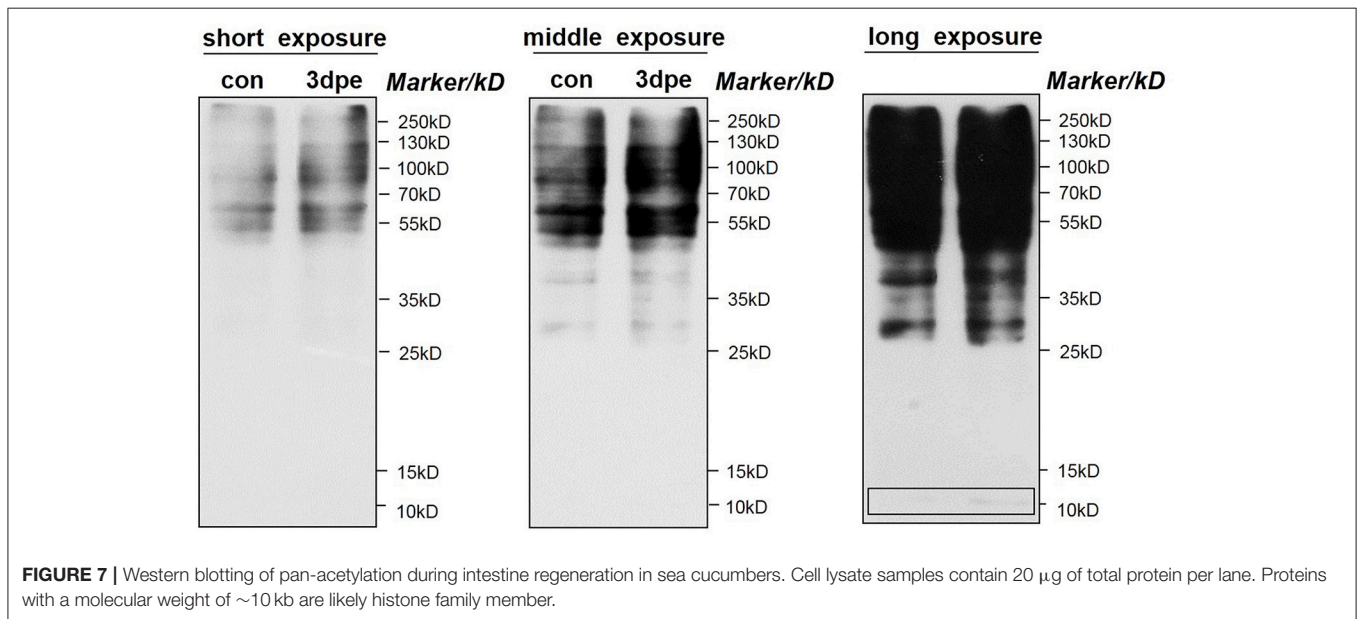 short exposure
con 3dpe Marker/kD
250kD
130kD
100kD
70kD
55kD
35kD
25kD
15kD
10kD
middle exposure
con 3dpe Marker/kD
250kD
130kD
100kD
70kD
55kD
35kD
25kD
15kD
10kD
long exposure
Marker/kD
250kD
130kD
100kD
70kD
55kD
35kD
25kD
15kD
10kD
FIGURE 7 | Western blotting of pan-acetylation during intestine regeneration in sea cucumbers. Cell lysate samples contain 20 μg of total protein per lane. Proteins
with a molecular weight of ∼10 kb are likely histone family member.